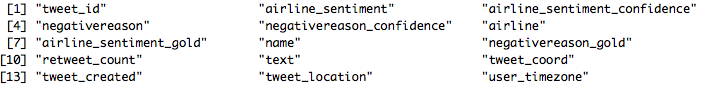 [1] "tweet_id" "airline_sentiment" "airline_sentiment_confidence"
[4] "negativereason" "negativereason_confidence" "airline"
[7] "airline_sentiment_gold" "name" "negativereason_gold"
[10] "retweet_count" "text" "tweet_coord"
[13] "tweet_created" "tweet_location" "user_timezone"